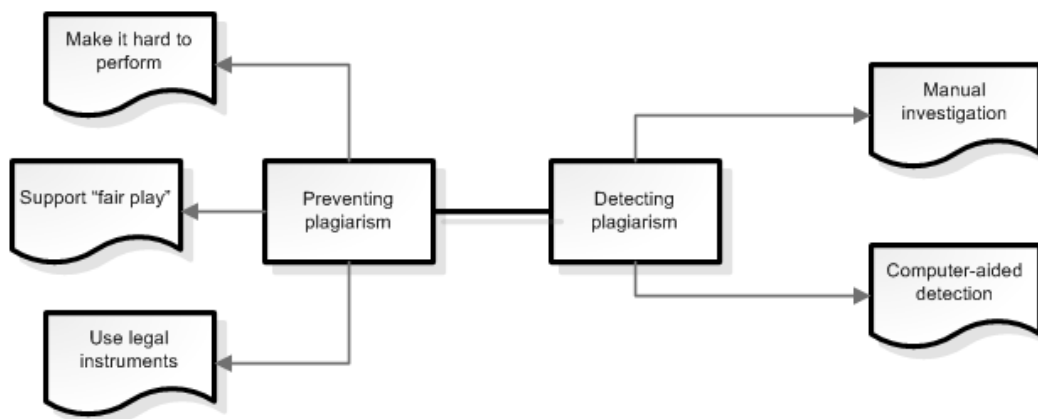 Make it hard to
perform
Support “fair play”
Use legal
instruments
Preventing
plagiarism
Detecting
plagiarism
Manual
investigation
Computer-aided
detection